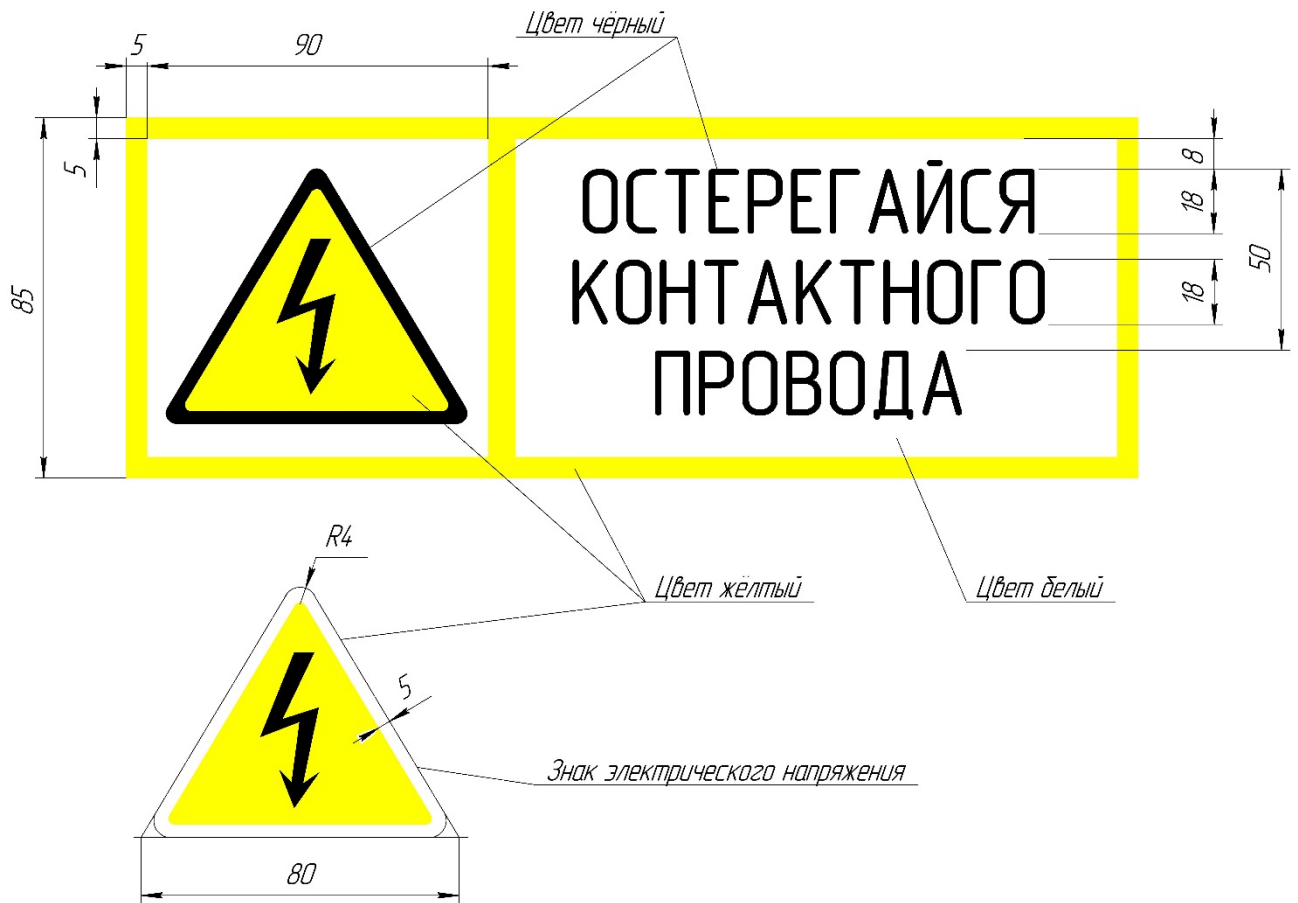 Цвет чёрный
5
90
5
85
ОСТЕРЕГАЙСЯ
КОНТАКТНОГО
ПРОВОДА
8
18
18
50
R4
Цвет жёлтый
Цвет белый
5
Знак электрического напряжения
80